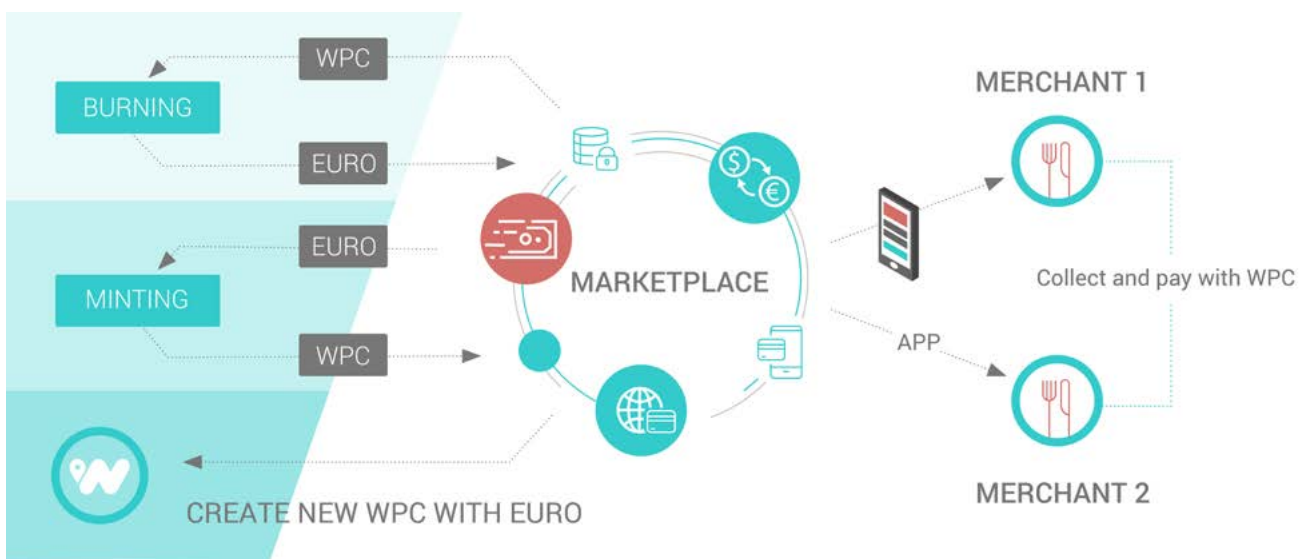 WPC
BURNING
EURO
EURO
MINTING
WPC
CREATE NEW WPC WITH EURO
$
€
MARKETPLACE
MERCHANT 1
Collect and pay with WPC
APP
MERCHANT 2